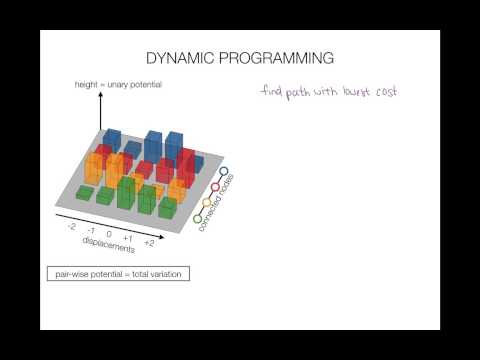 DYNAMIC PROGRAMMING
height = unary potential
find path with lowest cost
connected nodes
-2 -1 0 +1 +2
displacements
pair-wise potential = total variation